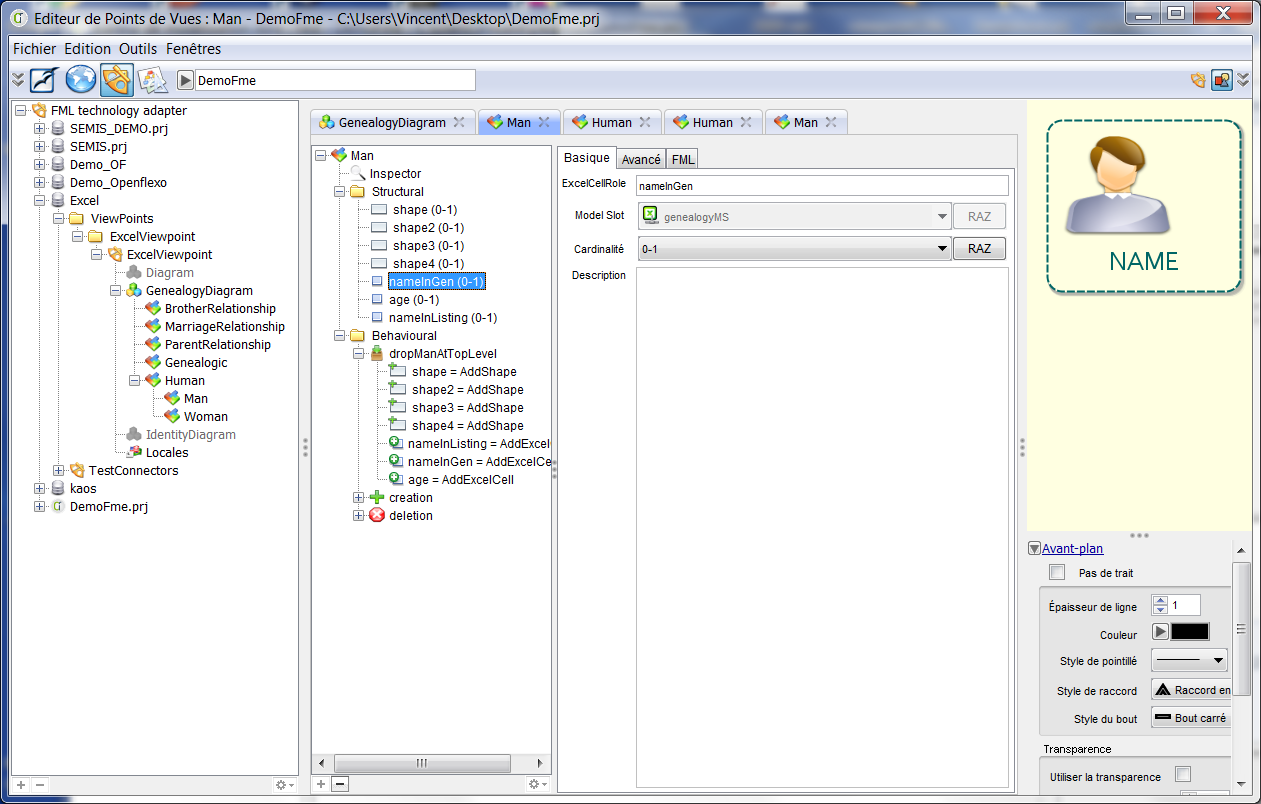 Editeur de Points de Vues : Man - DemoFme - C:\Users\Vincent\Desktop\DemoFme.prj
Fichier Edition Outils Fenêtres
DemoFme
FML technology adapter
SEMIS_DEMO.prj
SEMIS.prj
Demo_OF
Demo_Openflexo
Excel
ViewPoints
ExcelViewpoint
ExcelViewpoint
Diagram
GenealogyDiagram
BrotherRelationship
MarriageRelationship
ParentRelationship
Genealogic
Human
Man
Woman
IdentityDiagram
Locales
TestConnectors
kaos
DemoFme.prj
GenealogyDiagram Man Human Human Man
Man
Inspector
Structural
shape (0-1)
shape2 (0-1)
shape3 (0-1)
shape4 (0-1)
nameInGen (0-1)
age (0-1)
nameInListing (0-1)
Behavioural
dropManAtTopLevel
shape = AddShape
shape2 = AddShape
shape3 = AddShape
shape4 = AddShape
nameInListing = AddExcel
nameInGen = AddExcelCe
age = AddExcelCell
creation
deletion
Basique Avancé FML
ExcelCellRole nameInGen
Model Slot genealogyMS RAZ
Cardinalité 0-1 RAZ
Description
NAME
Avant-plan
Pas de trait
Épaisseur de ligne 1
Couleur
Style de pointillé
Style de raccord Raccord en
Style du bout Bout carré
Transparence
Utiliser la transparence